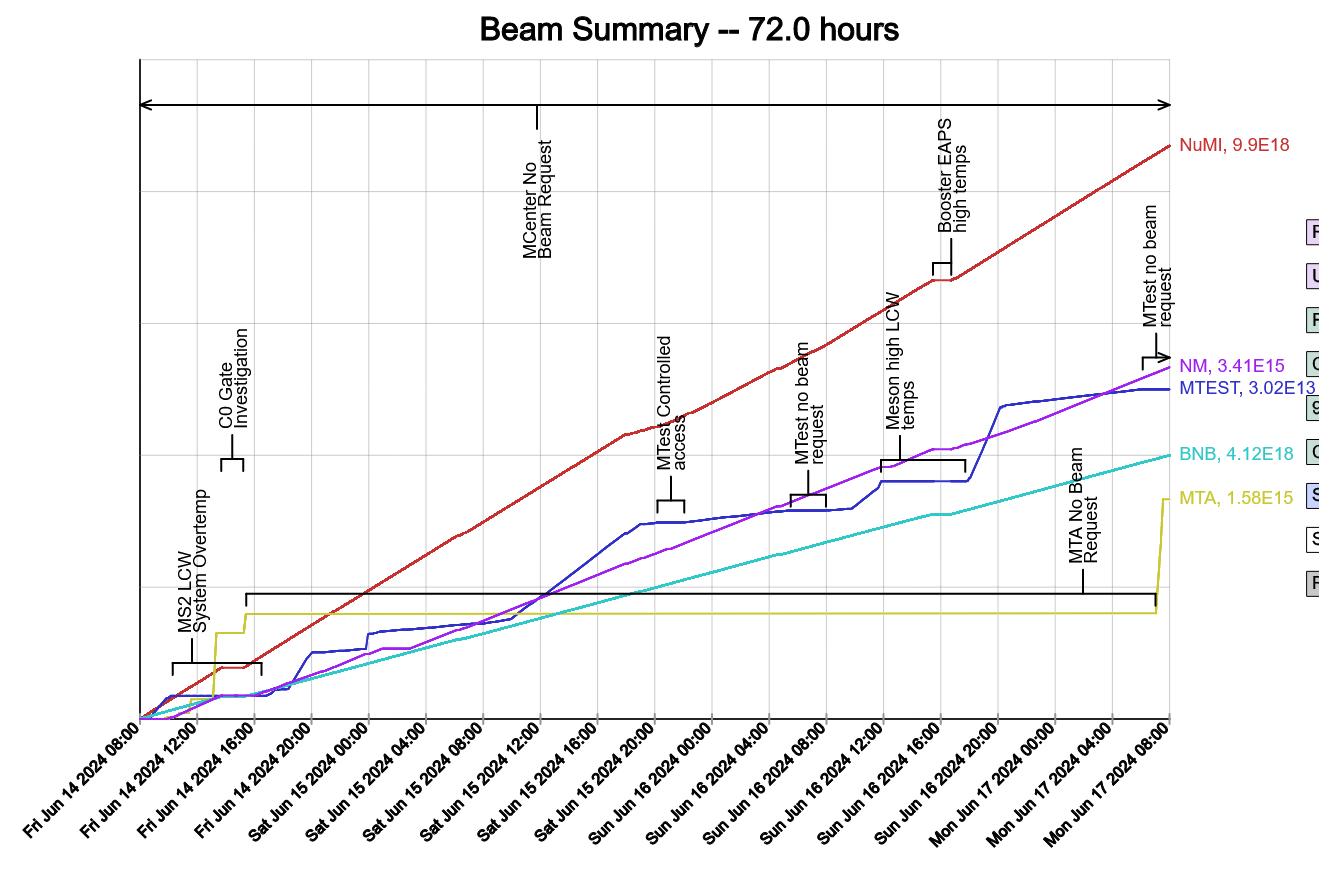 Beam Summary -- 72.0 hours
MCenter No
Beam Request
Booster EAPS
high temps
NuMI, 9.9E18
MTest no beam
request
C0 Gate
Investigation
MTest Controlled
access
MTest no beam
request
Meson high LCW
temps
NM, 3.41E15
MTEST, 3.02E13
BNB, 4.12E18
MTA, 1.58E15
MS2 LCW
System Overtemp
MTA No Beam
Request
Fri Jun 14 2024 08:00
Fri Jun 14 2024 12:00
Fri Jun 14 2024 16:00
Fri Jun 14 2024 20:00
Sat Jun 15 2024 00:00
Sat Jun 15 2024 04:00
Sat Jun 15 2024 08:00
Sat Jun 15 2024 12:00
Sat Jun 15 2024 16:00
Sat Jun 15 2024 20:00
Sun Jun 16 2024 00:00
Sun Jun 16 2024 04:00
Sun Jun 16 2024 08:00
Sun Jun 16 2024 12:00
Sun Jun 16 2024 16:00
Sun Jun 16 2024 20:00
Mon Jun 17 2024 00:00
Mon Jun 17 2024 04:00
Mon Jun 17 2024 08:00